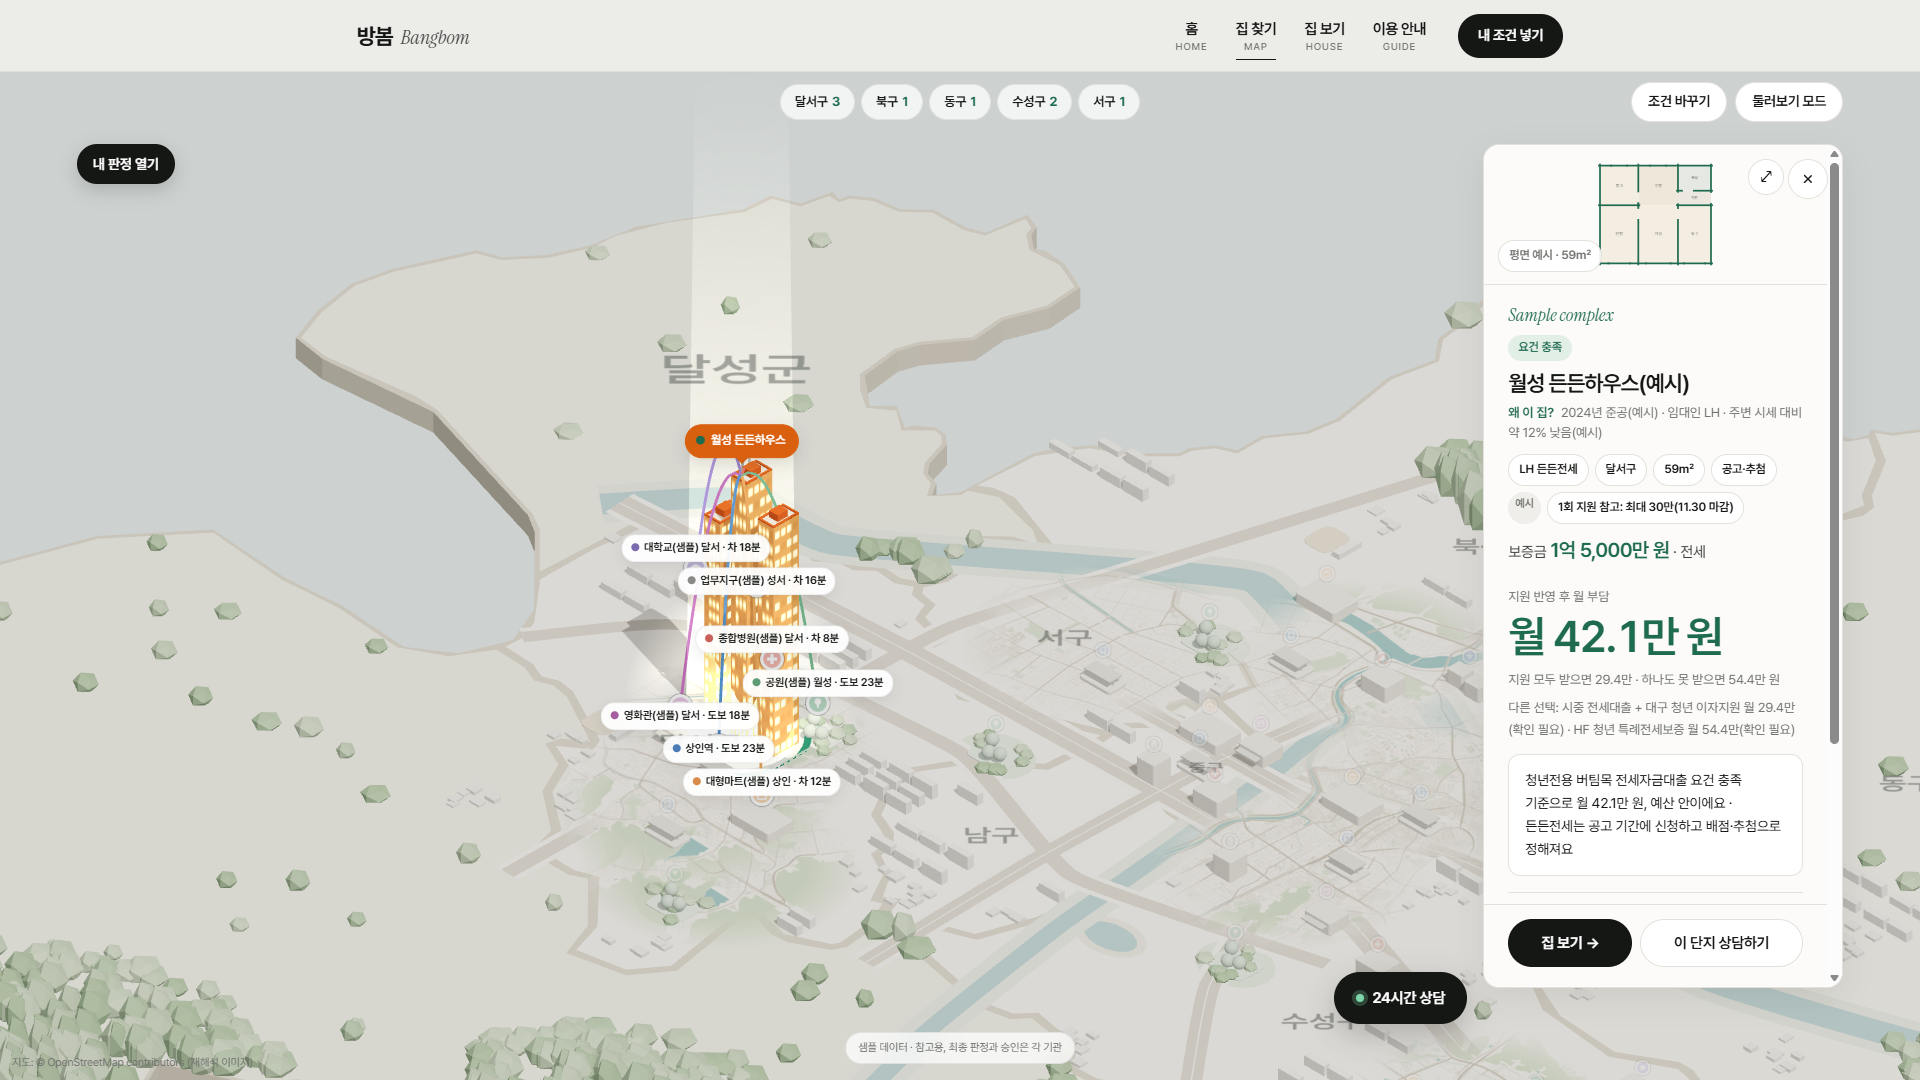 방봄 Bangbom
홈
HOME
집 찾기
MAP
집 보기
HOUSE
이용 안내
GUIDE
내 조건 넣기
달서구 3
북구 1
동구 1
수성구 2
서구 1
조건 바꾸기
둘러보기 모드
내 판정 열기
달성군
월성 든든하우스
대학교(샘플) 달서 · 차 18분
업무지구(샘플) 성서 · 차 16분
종합병원(샘플) 달서 · 차 8분
공원(샘플) 월성 · 도보 23분
영화관(샘플) 달서 · 도보 18분
상인역 · 도보 23분
대형마트(샘플) 상인 · 차 12분
서구
중구
남구
수성
평면 예시 · 59m²
Sample complex
요건 충족
월성 든든하우스(예시)
왜 이 집? 2024년 준공(예시) · 임대인 LH · 주변 시세 대비
약 12% 낮음(예시)
LH 든든전세
달서구
59m²
공고·추첨
예시
1회 지원 참고: 최대 30만(11.30 마감)
보증금 1억 5,000만 원 · 전세
지원 반영 후 월 부담
월 42.1만 원
지원 모두 받으면 29.4만 · 하나도 못 받으면 54.4만 원
다른 선택: 시중 전세대출 + 대구 청년 이자지원 월 29.4만
(확인 필요) · HF 청년 특례전세보증 월 54.4만(확인 필요)
청년전용 버팀목 전세자금대출 요건 충족
기준으로 월 42.1만 원, 예산 안이에요 ·
든든전세는 공고 기간에 신청하고 배점·추첨으로
정해져요
집 보기 →
이 단지 상담하기
24시간 상담
샘플 데이터 · 참고용, 최종 판정과 승인은 각 기관
지도: © OpenStreetMap contributors (재해석 이미지)